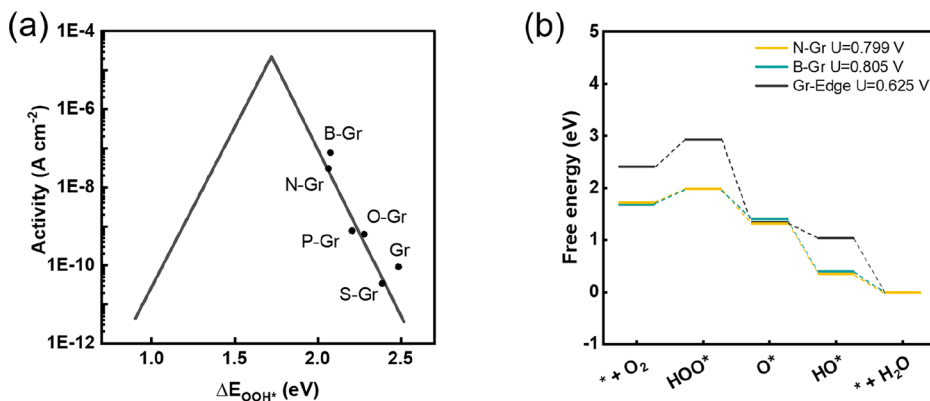 (a)
Activity (A cm⁻²)
1E-4
1E-6
1E-8
1E-10
1E-12
B-Gr
N-Gr
O-Gr
P-Gr
Gr
S-Gr
1.0
1.5
2.0
2.5
ΔE_OOH* (eV)
(b)
Free energy (eV)
5
4
3
2
1
0
-1
N-Gr U=0.799 V
B-Gr U=0.805 V
Gr-Edge U=0.625 V
* + O₂
HOO*
O*
HO*
* + H₂O